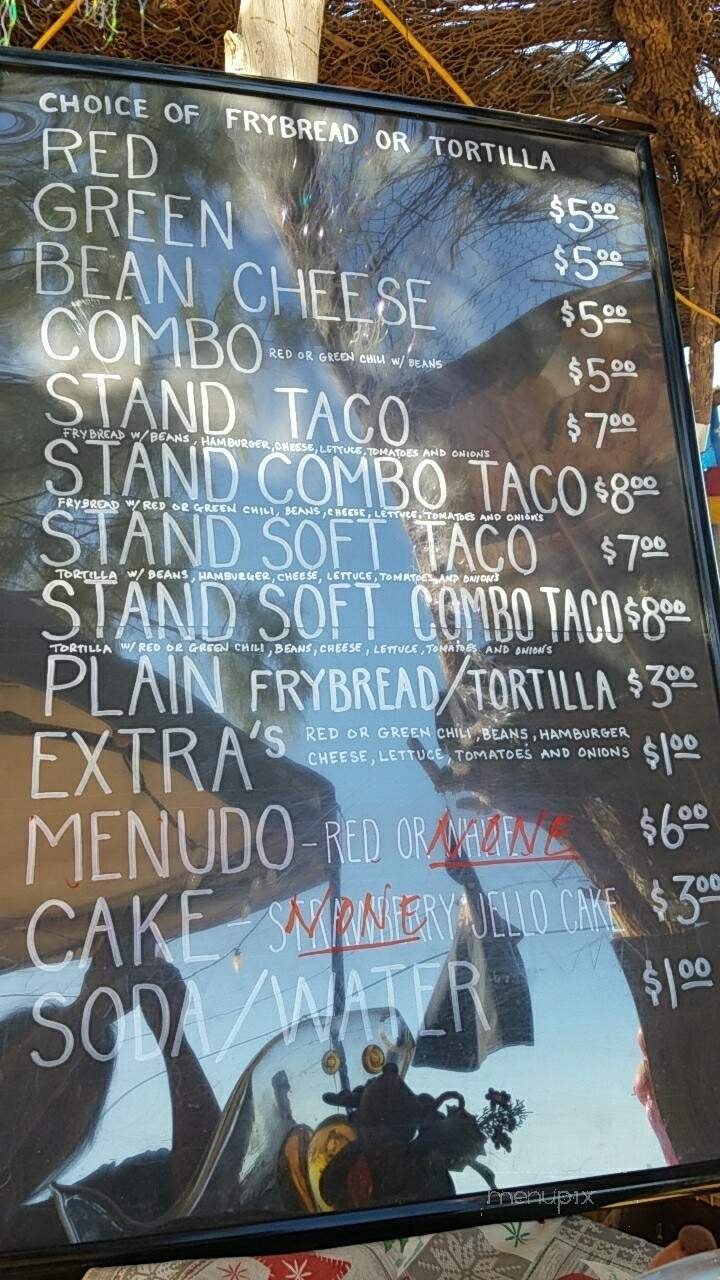 CHOICE OF FRYBREAD OR TORTILLA
RED $5.00
GREEN $5.00
BEAN CHEESE $5.00
COMBO RED OR GREEN CHILI W/ BEANS $5.00
STAND TACO $7.00
FRYBREAD W/ BEANS, HAMBURGER, CHEESE, LETTUCE, TOMATOES AND ONIONS
STAND COMBO TACO $8.00
FRYBREAD W/ RED OR GREEN CHILI, BEANS, CHEESE, LETTUCE, TOMATOES AND ONIONS
STAND SOFT TACO $7.00
TORTILLA W/ BEANS, HAMBURGER, CHEESE, LETTUCE, TOMATOES AND ONIONS
STAND SOFT COMBO TACO $8.00
TORTILLA W/ RED OR GREEN CHILI, BEANS, CHEESE, LETTUCE, TOMATOES AND ONIONS
PLAIN FRYBREAD/TORTILLA $3.00
EXTRA'S RED OR GREEN CHILI, BEANS, HAMBURGER
CHEESE, LETTUCE, TOMATOES AND ONIONS $1.00
MENUDO - RED OR WHITE NONE $6.00
CAKE - STRAWBERRY JELLO CAKE NONE $3.00
SODA/WATER $1.00
menupix